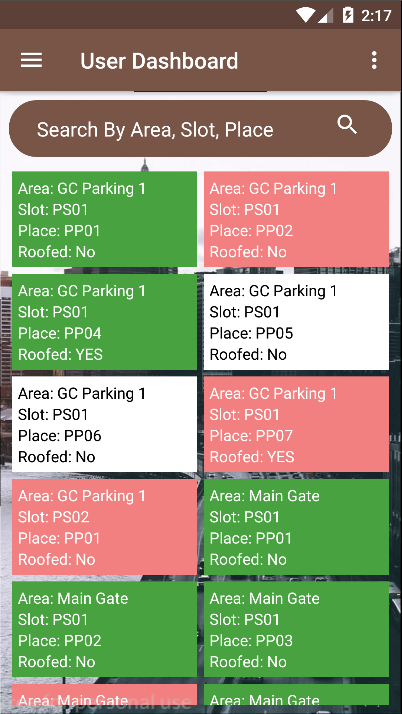 2:17
User Dashboard
Search By Area, Slot, Place
Area: GC Parking 1
Slot: PS01
Place: PP01
Roofed: No
Area: GC Parking 1
Slot: PS01
Place: PP02
Roofed: No
Area: GC Parking 1
Slot: PS01
Place: PP04
Roofed: YES
Area: GC Parking 1
Slot: PS01
Place: PP05
Roofed: No
Area: GC Parking 1
Slot: PS01
Place: PP06
Roofed: No
Area: GC Parking 1
Slot: PS01
Place: PP07
Roofed: YES
Area: GC Parking 1
Slot: PS02
Place: PP01
Roofed: No
Area: Main Gate
Slot: PS01
Place: PP01
Roofed: No
Area: Main Gate
Slot: PS01
Place: PP02
Roofed: No
Area: Main Gate
Slot: PS01
Place: PP03
Roofed: No
Area: Main Gate
Area: Main Gate
personal use